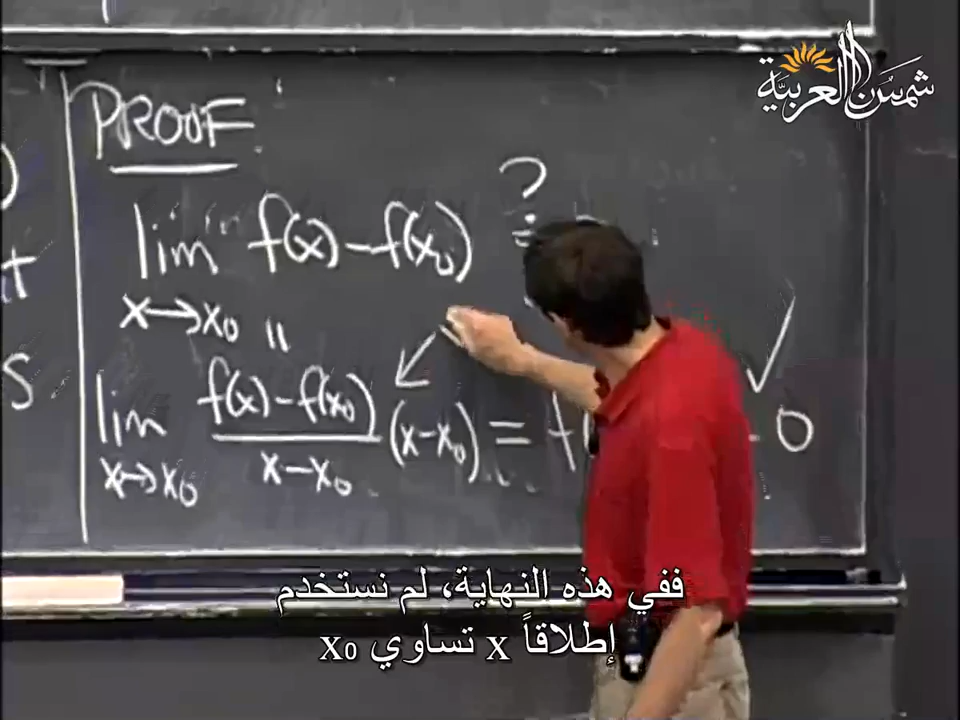 شمس العربية
PROOF
lim f(x)-f(x₀) ?
x→x₀ "
lim f(x)-f(x₀)/x-x₀ (x-x₀) = f 0 ✓
x→x₀
ففي هذه النهاية، لم نستخدم
إطلاقاً x تساوي x₀